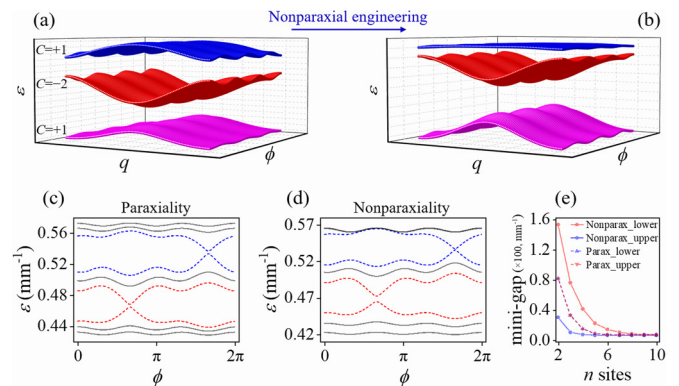 Nonparaxial engineering
(a)
(b)
ε
C=+1
C=−2
C=+1
q
ϕ
ε
q
ϕ
(c)
Paraxiality
(d)
Nonparaxiality
(e)
ε (mm⁻¹)
0.56
0.52
0.48
0.44
0
π
2π
ϕ
0.57
0.52
0.47
0.42
0
π
2π
ϕ
ε (mm⁻¹)
mini-gap (×100, mm⁻¹)
1.6
1.2
0.8
0.4
0.0
Nonparax_lower
Nonparax_upper
Parax_lower
Parax_upper
2
6
10
n sites